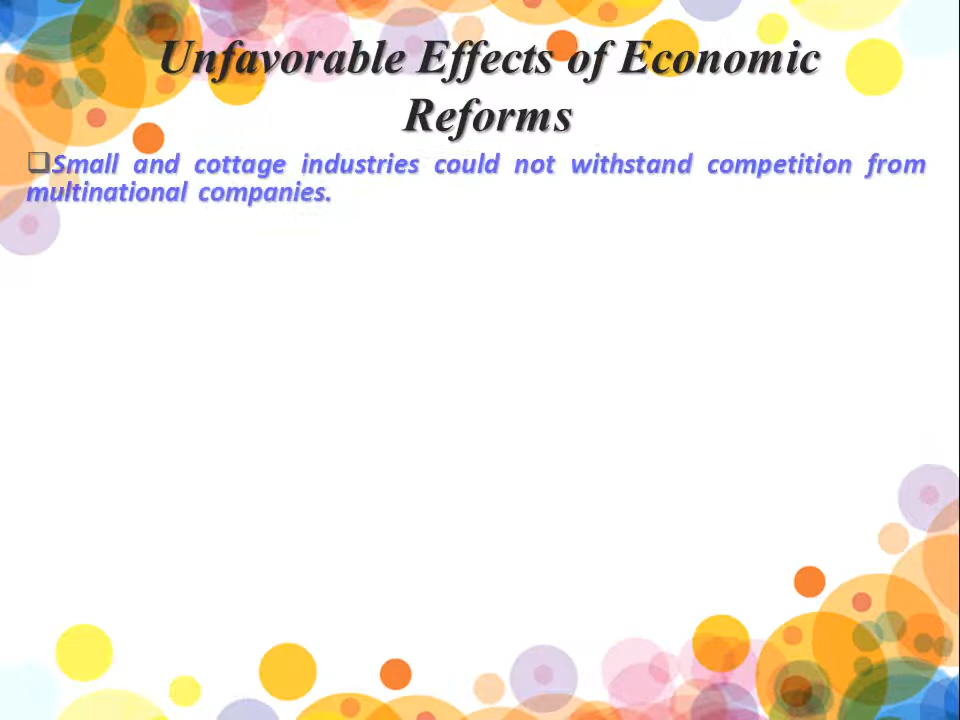 Unfavorable Effects of Economic
Reforms
❑Small and cottage industries could not withstand competition from
multinational companies.